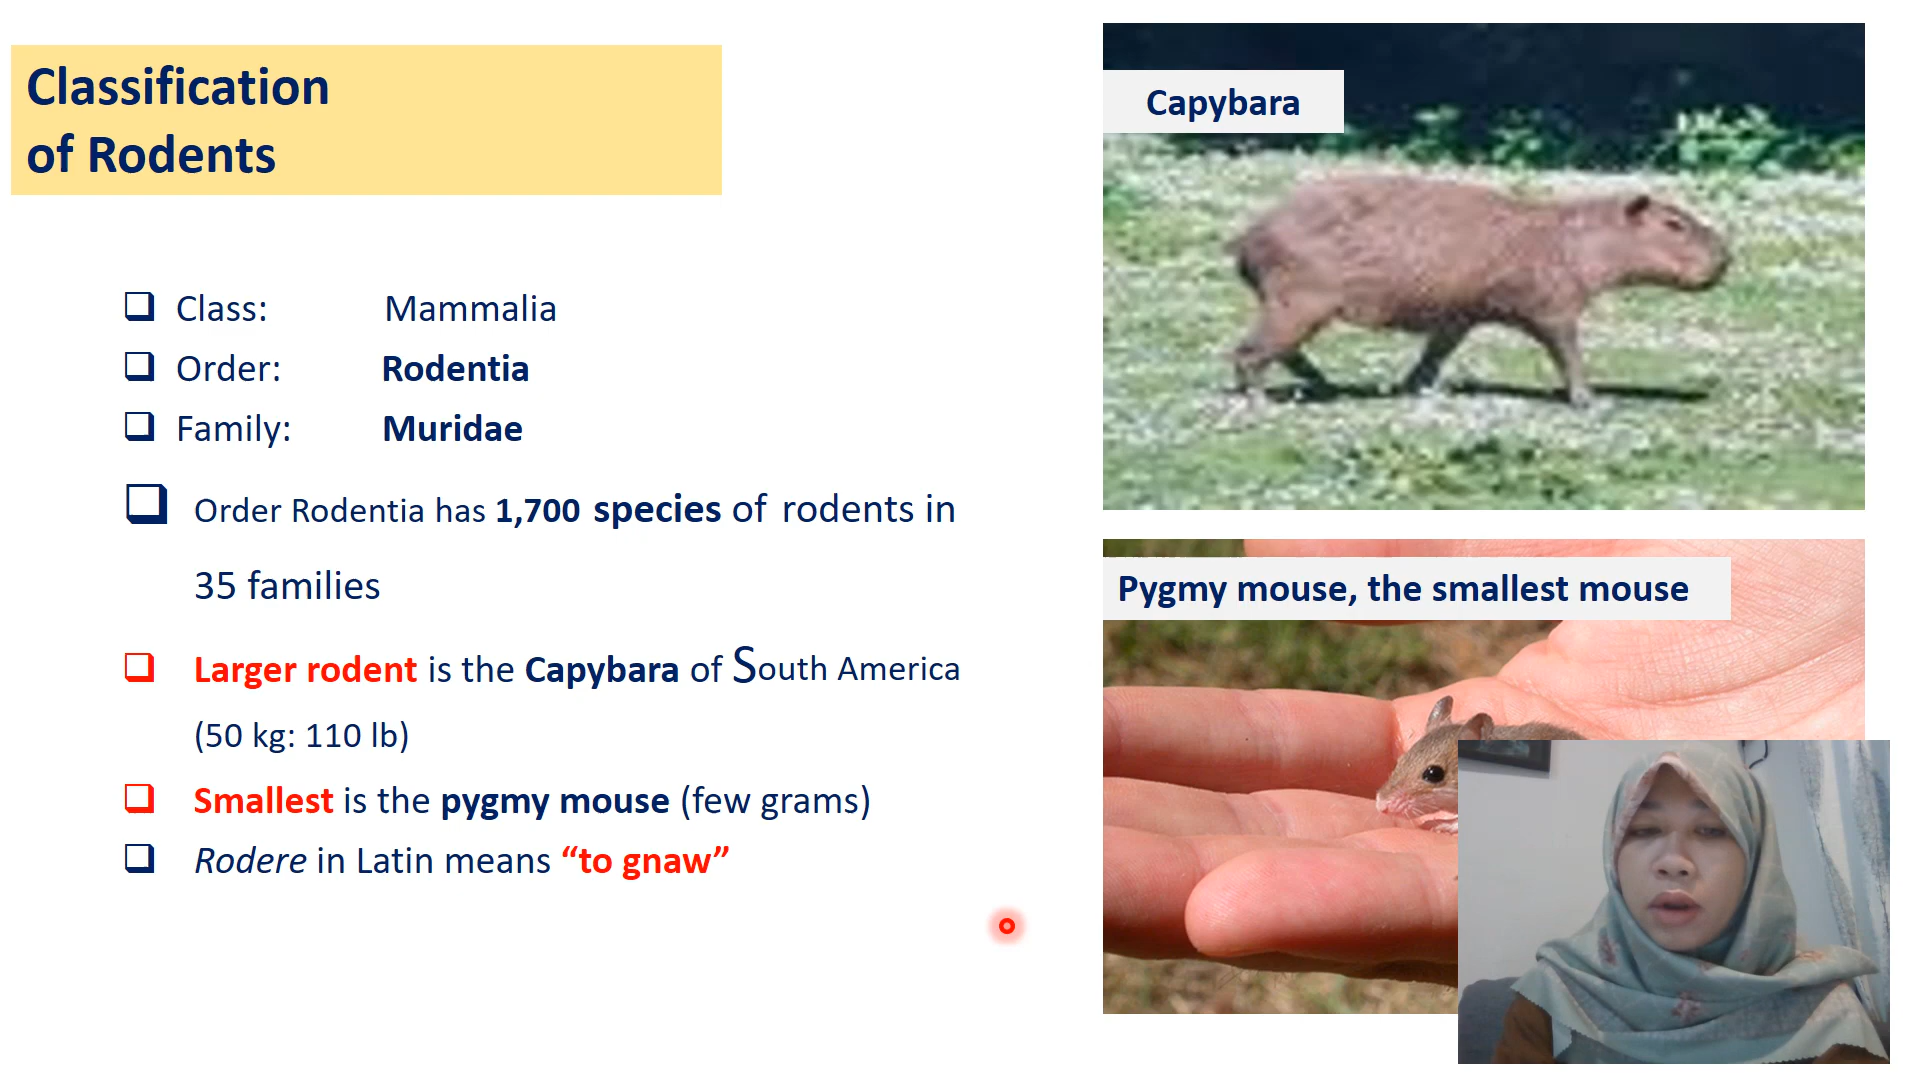 Classification
of Rodents
Class: Mammalia
Order: Rodentia
Family: Muridae
Order Rodentia has 1,700 species of rodents in
35 families
Larger rodent is the Capybara of South America
(50 kg: 110 lb)
Smallest is the pygmy mouse (few grams)
Rodere in Latin means “to gnaw”
Capybara
Pygmy mouse, the smallest mouse